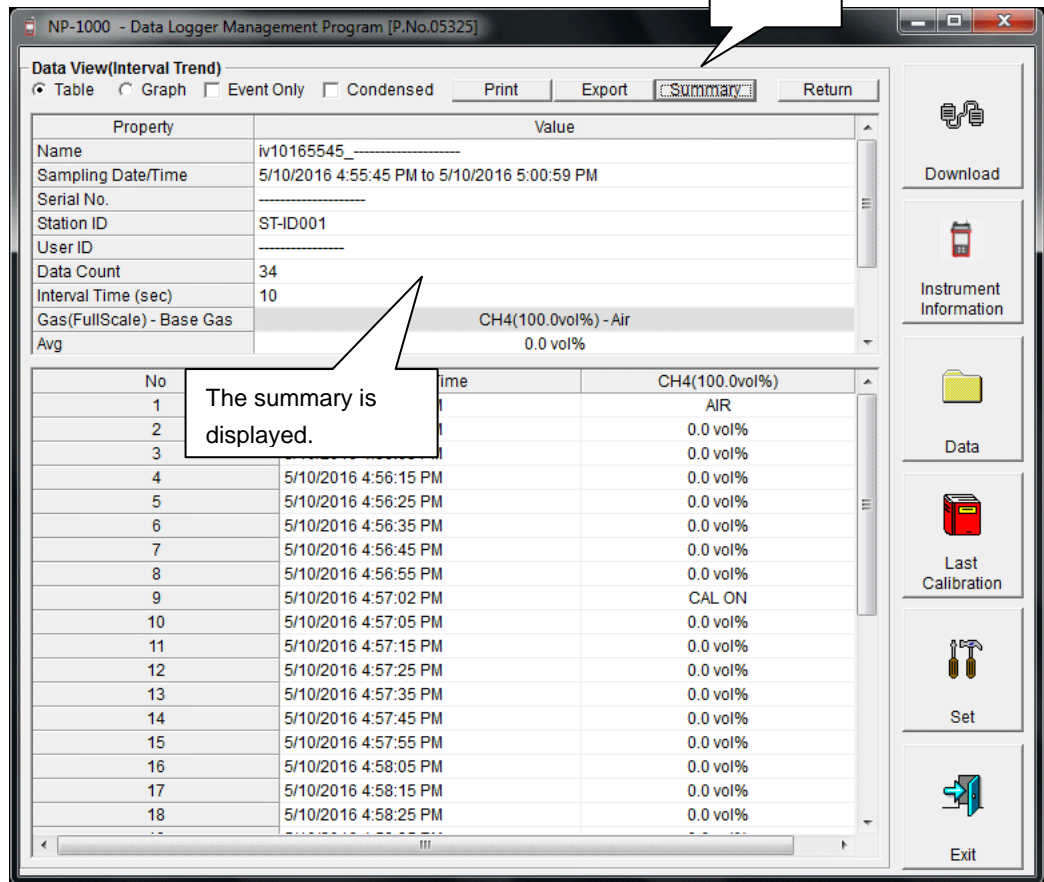 NP-1000 - Data Logger Management Program [P.No.05325]
Data View(Interval Trend)
Table Graph Event Only Condensed Print Export Summary Return
Property Value
Name iv10165545_--------------------
Sampling Date/Time 5/10/2016 4:55:45 PM to 5/10/2016 5:00:59 PM
Serial No. --------------------
Station ID ST-ID001
User ID ----------------
Data Count 34
Interval Time (sec) 10
Gas(FullScale) - Base Gas CH4(100.0vol%) - Air
Avg 0.0 vol%
No CH4(100.0vol%)
1 AIR
2 0.0 vol%
3 0.0 vol%
The summary is
displayed.
4 5/10/2016 4:56:15 PM 0.0 vol%
5 5/10/2016 4:56:25 PM 0.0 vol%
6 5/10/2016 4:56:35 PM 0.0 vol%
7 5/10/2016 4:56:45 PM 0.0 vol%
8 5/10/2016 4:56:55 PM 0.0 vol%
9 5/10/2016 4:57:02 PM CAL ON
10 5/10/2016 4:57:05 PM 0.0 vol%
11 5/10/2016 4:57:15 PM 0.0 vol%
12 5/10/2016 4:57:25 PM 0.0 vol%
13 5/10/2016 4:57:35 PM 0.0 vol%
14 5/10/2016 4:57:45 PM 0.0 vol%
15 5/10/2016 4:57:55 PM 0.0 vol%
16 5/10/2016 4:58:05 PM 0.0 vol%
17 5/10/2016 4:58:15 PM 0.0 vol%
18 5/10/2016 4:58:25 PM 0.0 vol%
Download
Instrument
Information
Data
Last
Calibration
Set
Exit